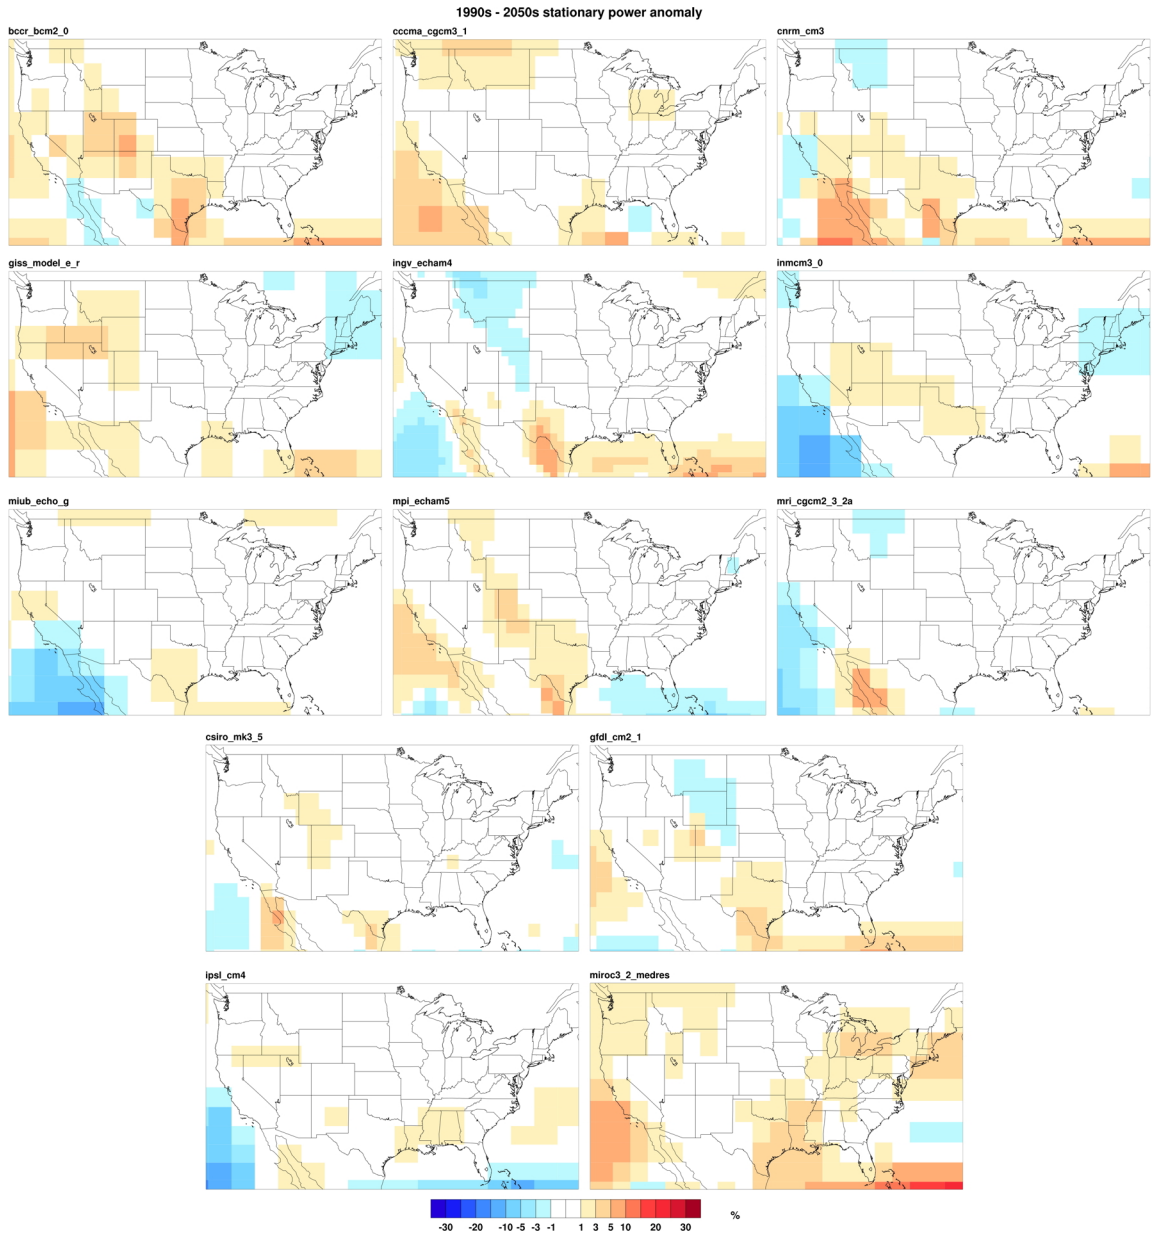 1990s - 2050s stationary power anomaly
bccr_bcm2_0
cccma_cgcm3_1
cnrm_cm3
giss_model_e_r
ingv_echam4
inmcm3_0
miub_echo_g
mpi_echam5
mri_cgcm2_3_2a
csiro_mk3_5
gfdl_cm2_1
ipsl_cm4
miroc3_2_medres
-30 -20 -10 -5 -3 -1 1 3 5 10 20 30 %